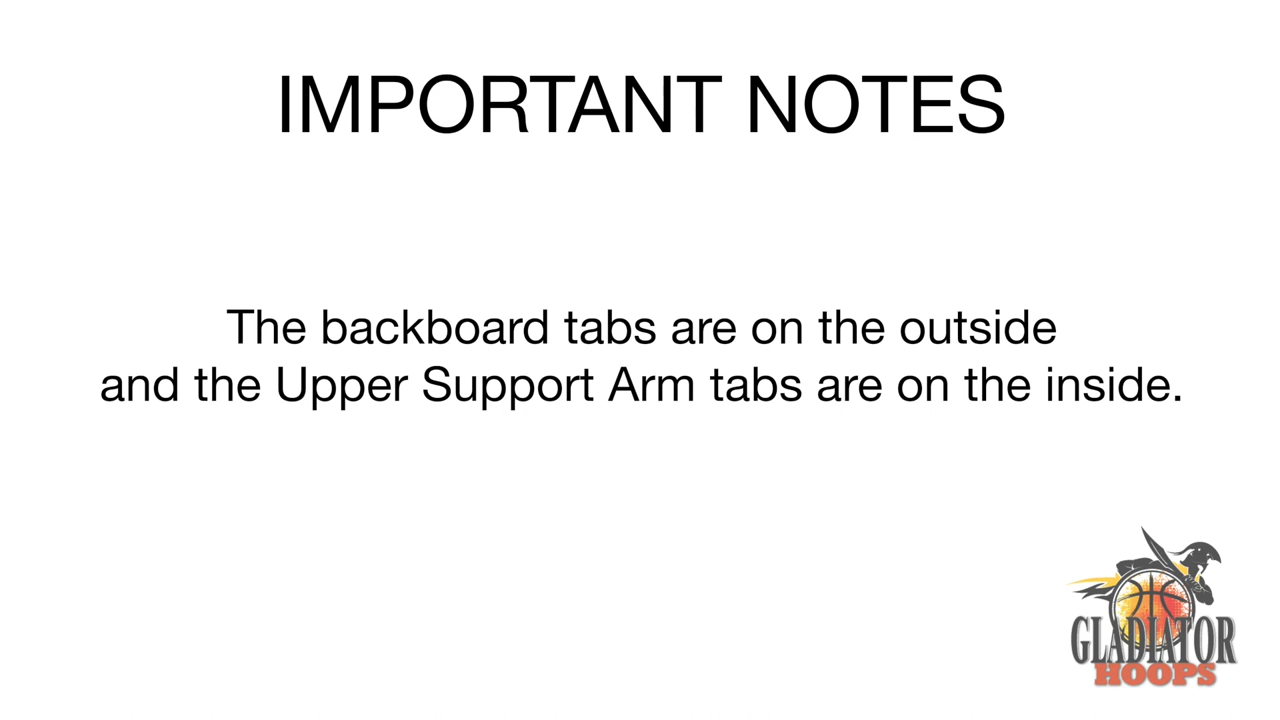 IMPORTANT NOTES
The backboard tabs are on the outside
and the Upper Support Arm tabs are on the inside.
GLADIATOR
HOOPS